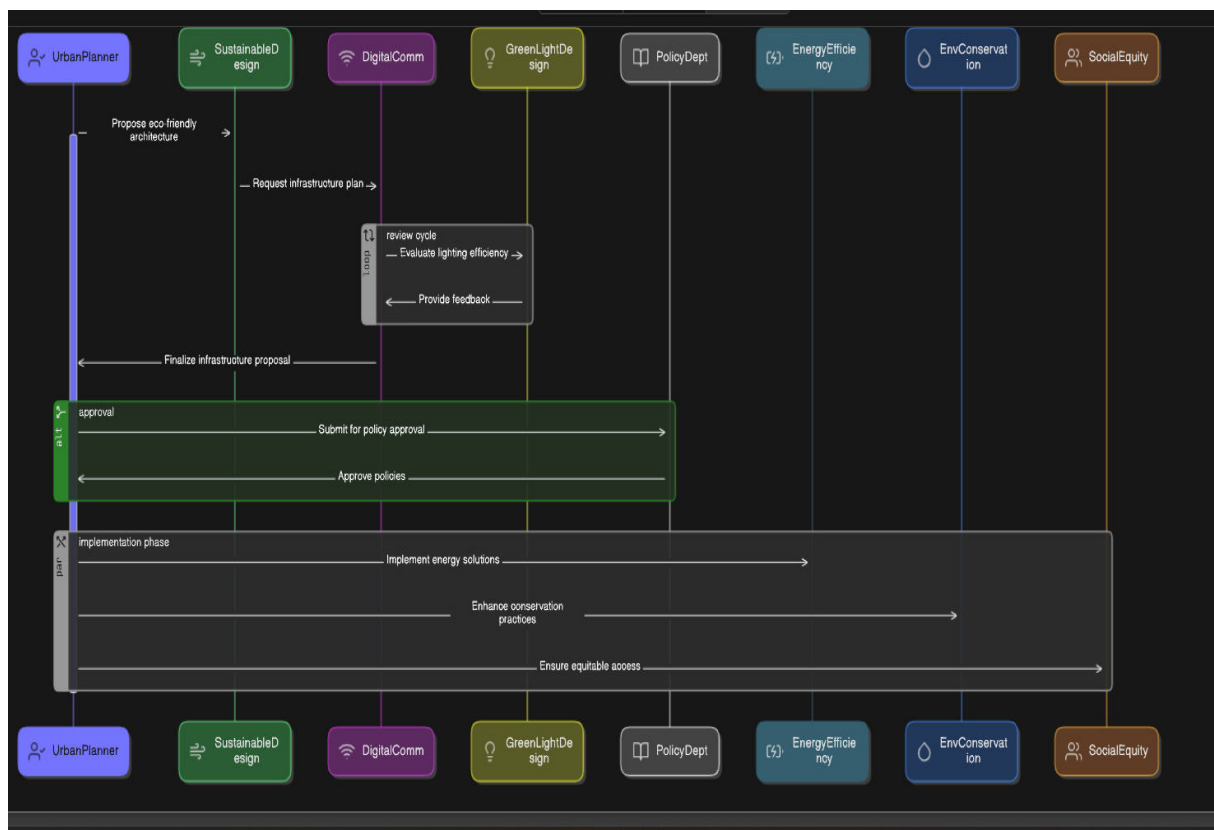 UrbanPlanner
SustainableD
esign
DigitalComm
GreenLightDe
sign
PolicyDept
EnergyEfficie
ncy
EnvConservat
ion
SocialEquity
Propose eco-friendly
architecture
Request infrastructure plan
loop
review cycle
Evaluate lighting efficiency
Provide feedback
Finalize infrastructure proposal
alt
approval
Submit for policy approval
Approve policies
par
implementation phase
Implement energy solutions
Enhance conservation
practices
Ensure equitable access
UrbanPlanner
SustainableD
esign
DigitalComm
GreenLightDe
sign
PolicyDept
EnergyEfficie
ncy
EnvConservat
ion
SocialEquity